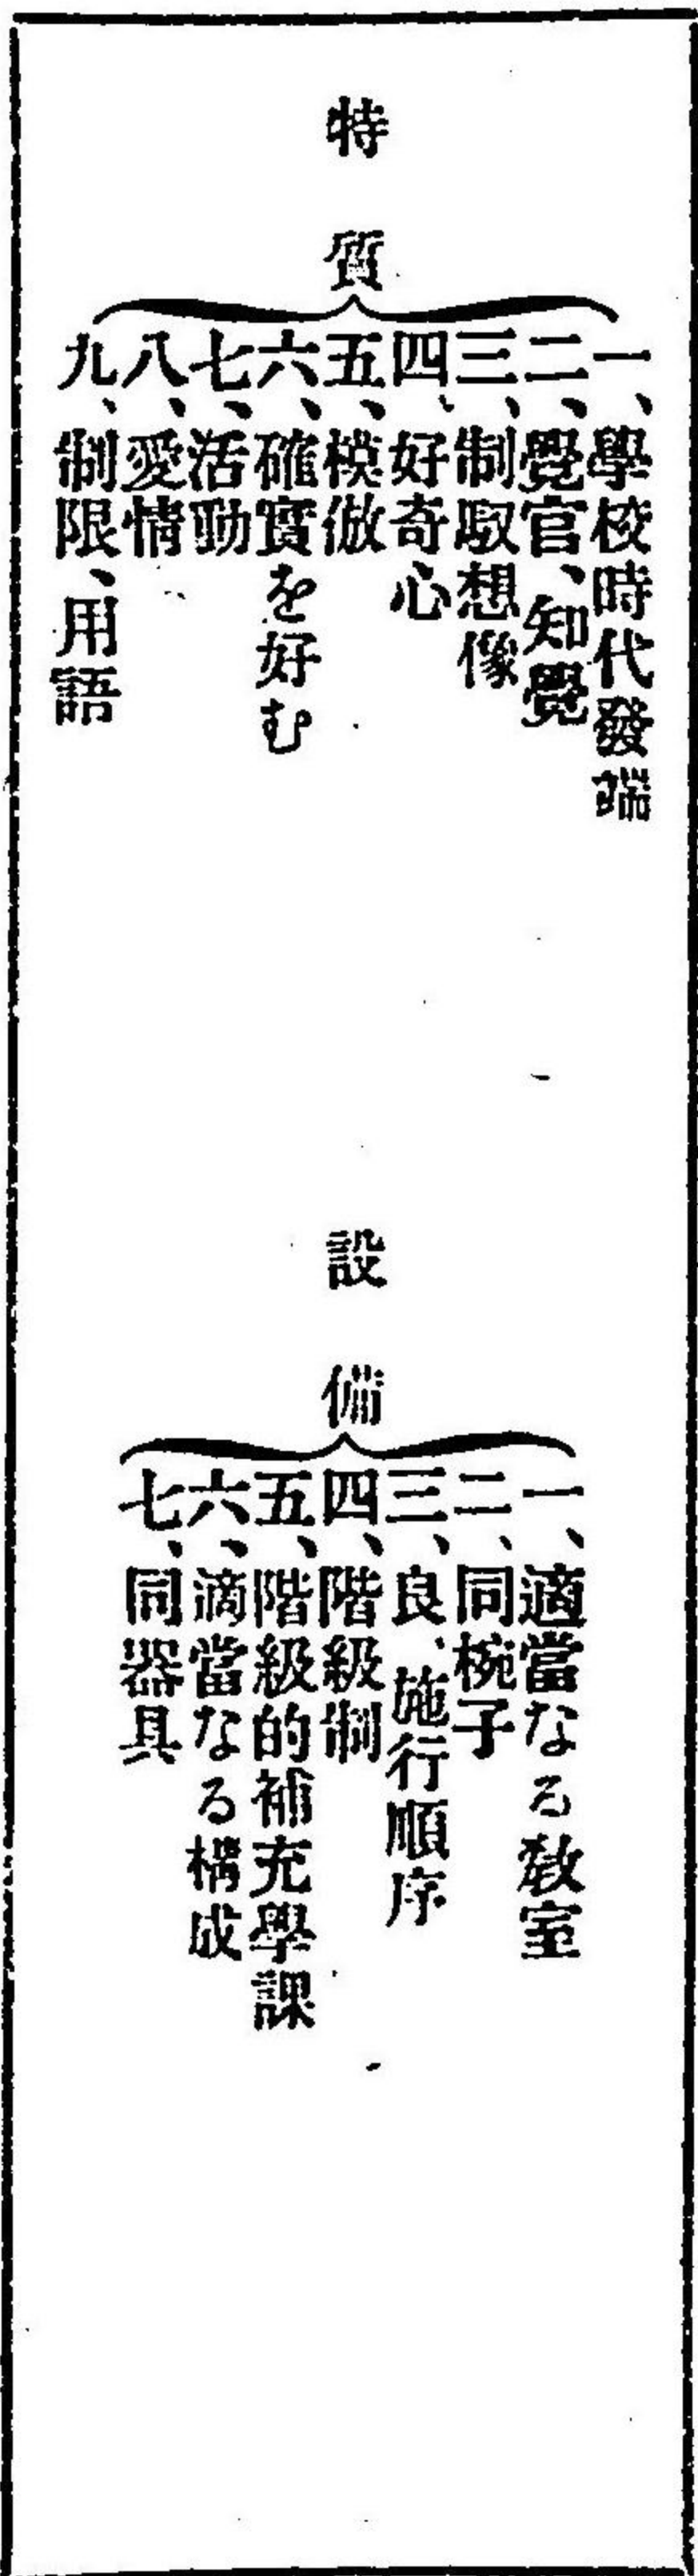 特質
一、學校時代發端
二、覺官、知覺
三、制取想像
四、好奇心
五、模倣
六、確實を好む
七、活動
八、愛情
九、制限、用語
設備
一、適當なる教室
二、同椀子
三、良、施行順序
四、階級制
五、階級的補充學課
六、適當なる構成
七、同器具